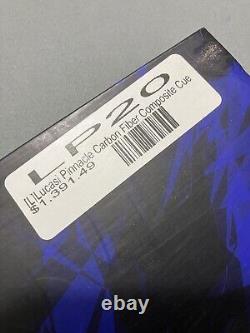 LP20
[L]Lucasi Pinnacle Carbon Fiber Composite Cue
$1,391.49